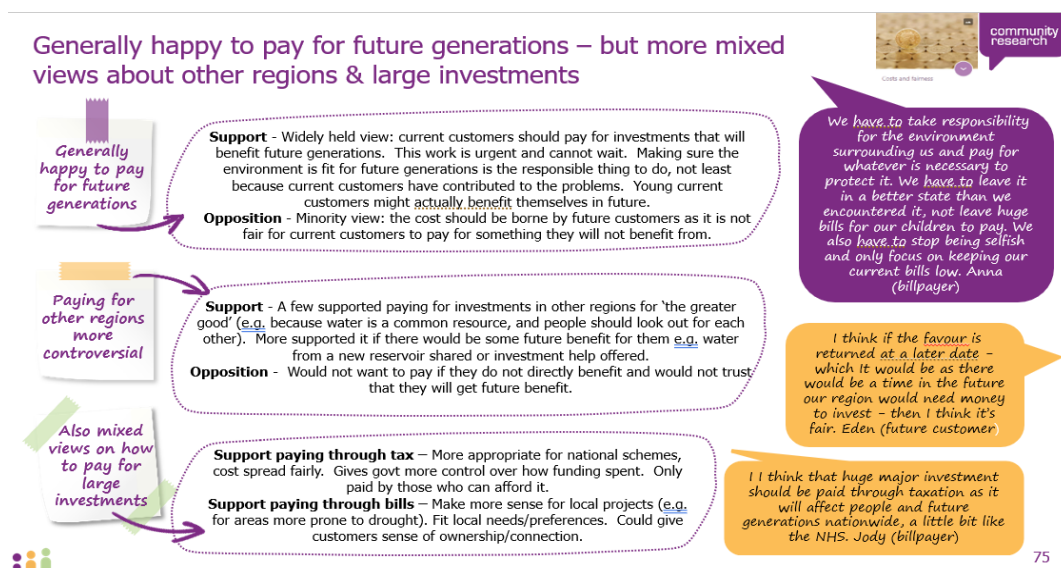 Generally happy to pay for future generations – but more mixed
views about other regions & large investments
community
research
Costs and fairness
Generally
happy to pay
for future
generations
Support - Widely held view: current customers should pay for investments that will
benefit future generations.  This work is urgent and cannot wait.  Making sure the
environment is fit for future generations is the responsible thing to do, not least
because current customers have contributed to the problems.  Young current
customers might actually benefit themselves in future.
Opposition - Minority view: the cost should be borne by future customers as it is not
fair for current customers to pay for something they will not benefit from.
We have to take responsibility
for the environment
surrounding us and pay for
whatever is necessary to
protect it. We have to leave it
in a better state than we
encountered it, not leave huge
bills for our children to pay. We
also have to stop being selfish
and only focus on keeping our
current bills low. Anna
(billpayer)
Paying for
other regions
more
controversial
Support - A few supported paying for investments in other regions for ‘the greater
good’ (e.g. because water is a common resource, and people should look out for each
other).  More supported it if there would be some future benefit for them e.g. water
from a new reservoir shared or investment help offered.
Opposition -  Would not want to pay if they do not directly benefit and would not trust
that they will get future benefit.
I think if the favour is
returned at a later date -
which It would be as there
would be a time in the future
our region would need money
to invest - then I think it's
fair. Eden (future customer)
Also mixed
views on how
to pay for
large
investments
Support paying through tax – More appropriate for national schemes,
cost spread fairly.  Gives govt more control over how funding spent.  Only
paid by those who can afford it.
Support paying through bills – Make more sense for local projects (e.g.
for areas more prone to drought). Fit local needs/preferences.  Could give
customers sense of ownership/connection.
I I think that huge major investment
should be paid through taxation as it
will affect people and future
generations nationwide, a little bit like
the NHS. Jody (billpayer)
75